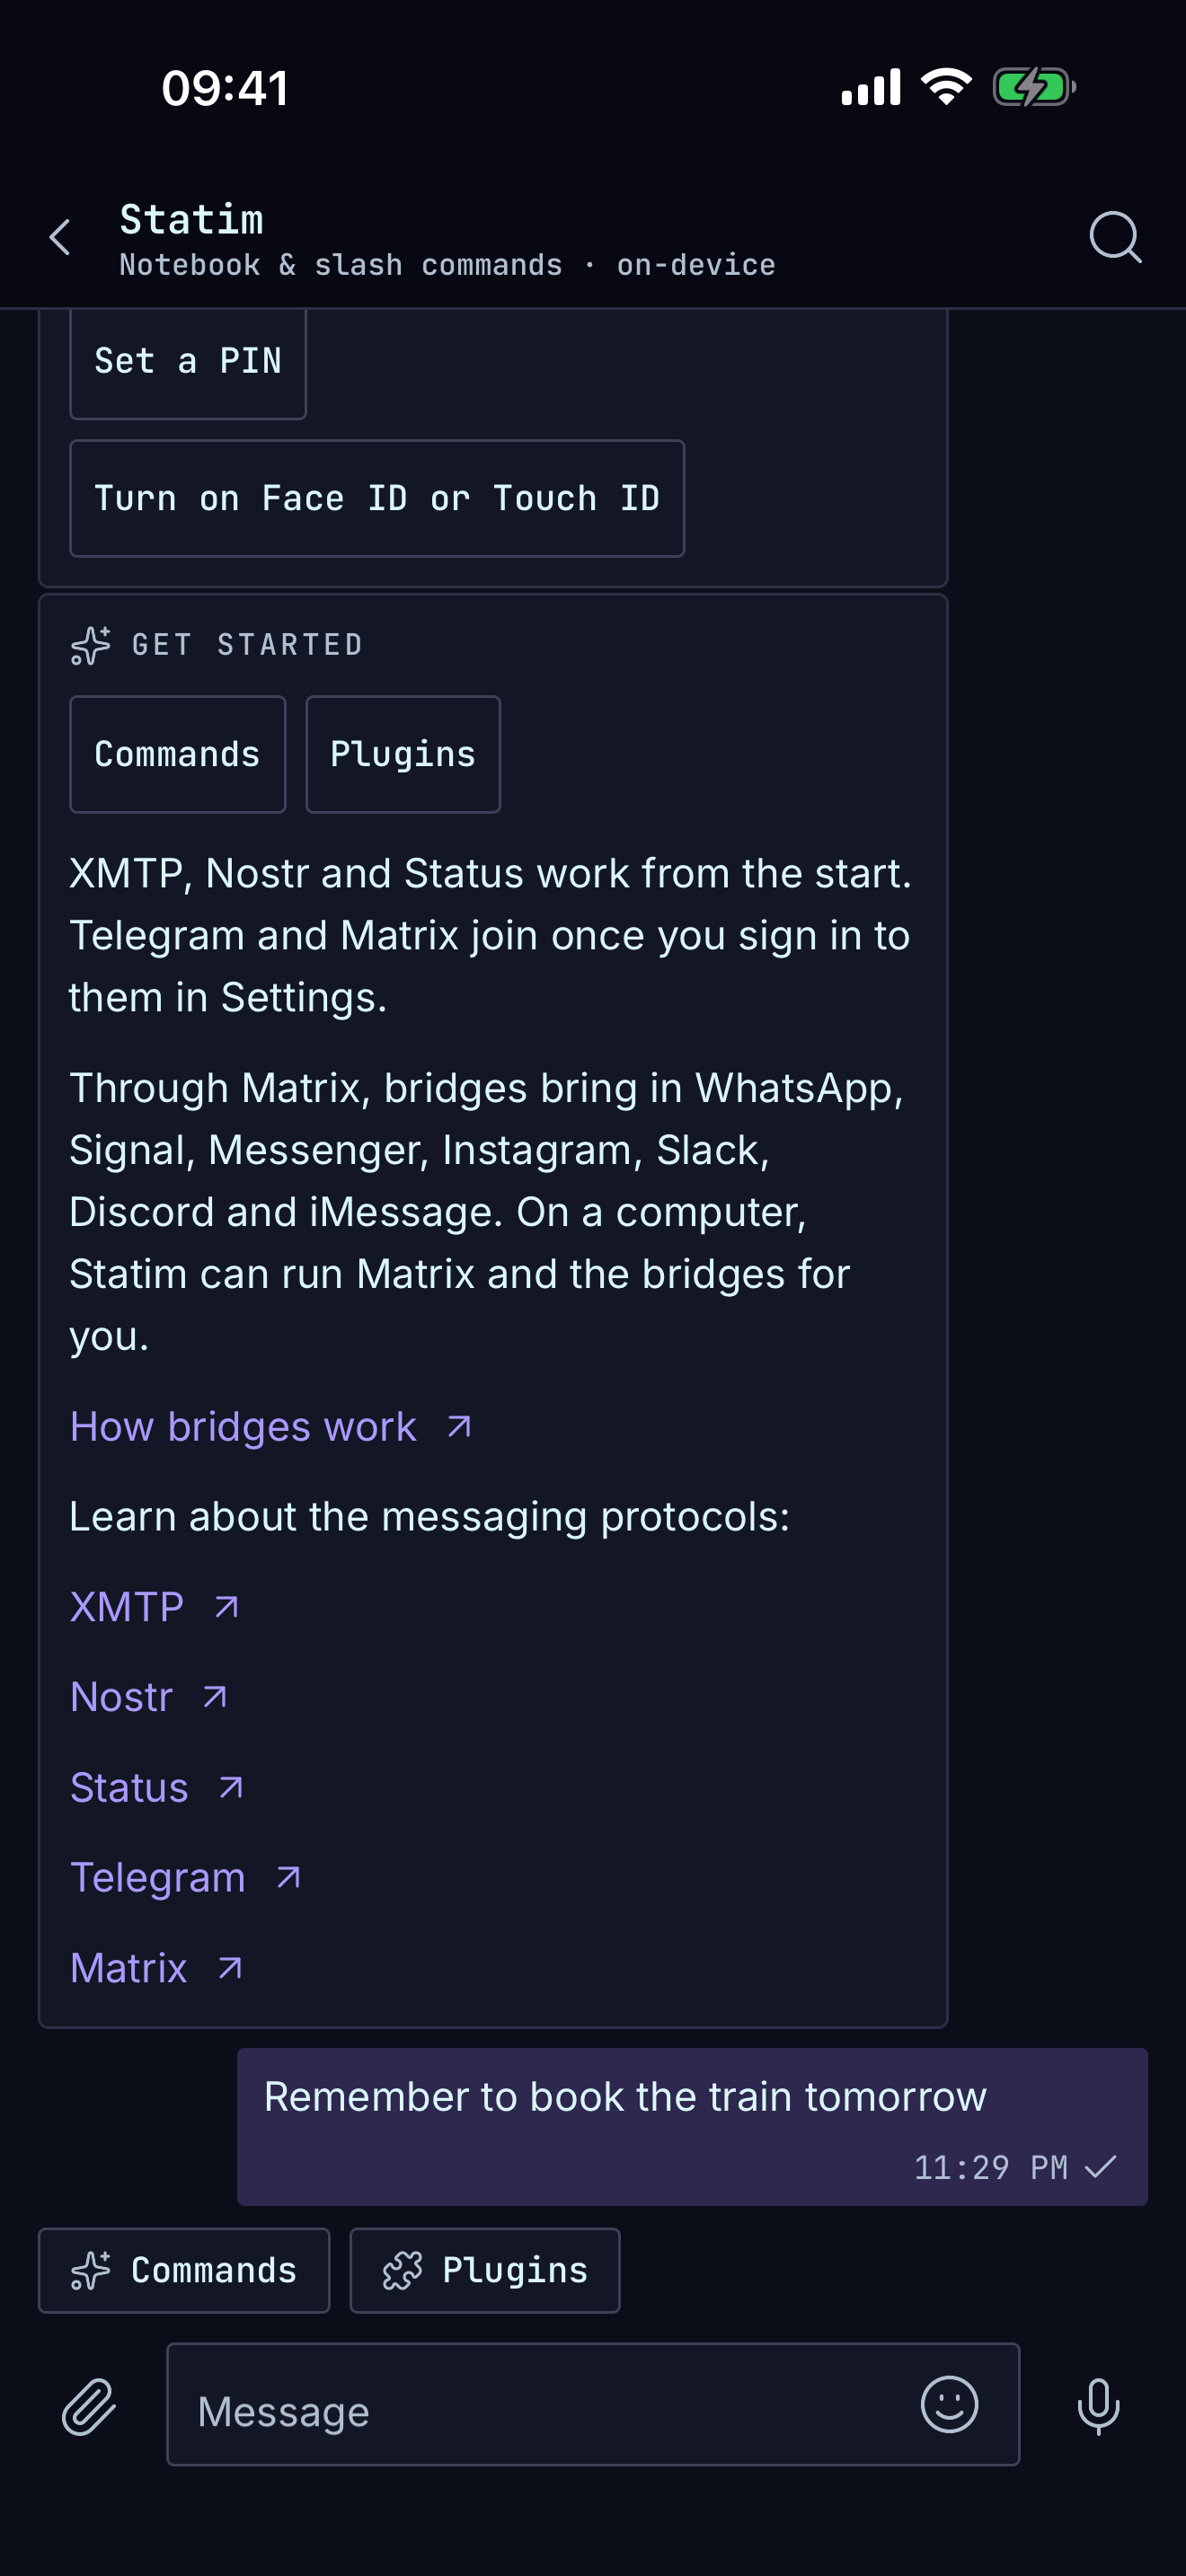 09:41
Statim
Notebook & slash commands · on-device
Set a PIN
Turn on Face ID or Touch ID
GET STARTED
Commands
Plugins
XMTP, Nostr and Status work from the start.
Telegram and Matrix join once you sign in to
them in Settings.
Through Matrix, bridges bring in WhatsApp,
Signal, Messenger, Instagram, Slack,
Discord and iMessage. On a computer,
Statim can run Matrix and the bridges for
you.
How bridges work ↗
Learn about the messaging protocols:
XMTP ↗
Nostr ↗
Status ↗
Telegram ↗
Matrix ↗
Remember to book the train tomorrow
11:29 PM ✓
Commands
Plugins
Message